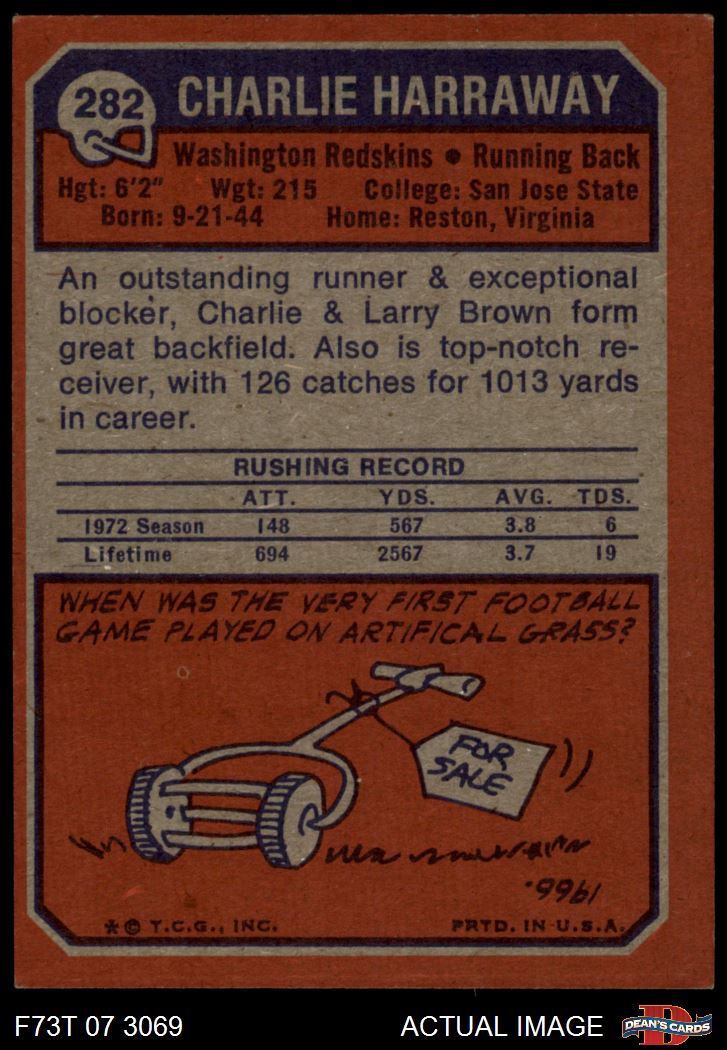 282 CHARLIE HARRAWAY
Washington Redskins • Running Back
Hgt: 6'2" Wgt: 215 College: San Jose State
Born: 9-21-44 Home: Reston, Virginia
An outstanding runner & exceptional
blocker, Charlie & Larry Brown form
great backfield. Also is top-notch re-
ceiver, with 126 catches for 1013 yards
in career.
RUSHING RECORD
ATT. YDS. AVG. TDS.
1972 Season 148 567 3.8 6
Lifetime 694 2567 3.7 19
WHEN WAS THE VERY FIRST FOOTBALL
GAME PLAYED ON ARTIFICAL GRASS?
FOR
SALE
1966.
* © T.C.G., INC. PRTD. IN U.S.A.
F73T 07 3069 ACTUAL IMAGE D DEAN'S CARDS